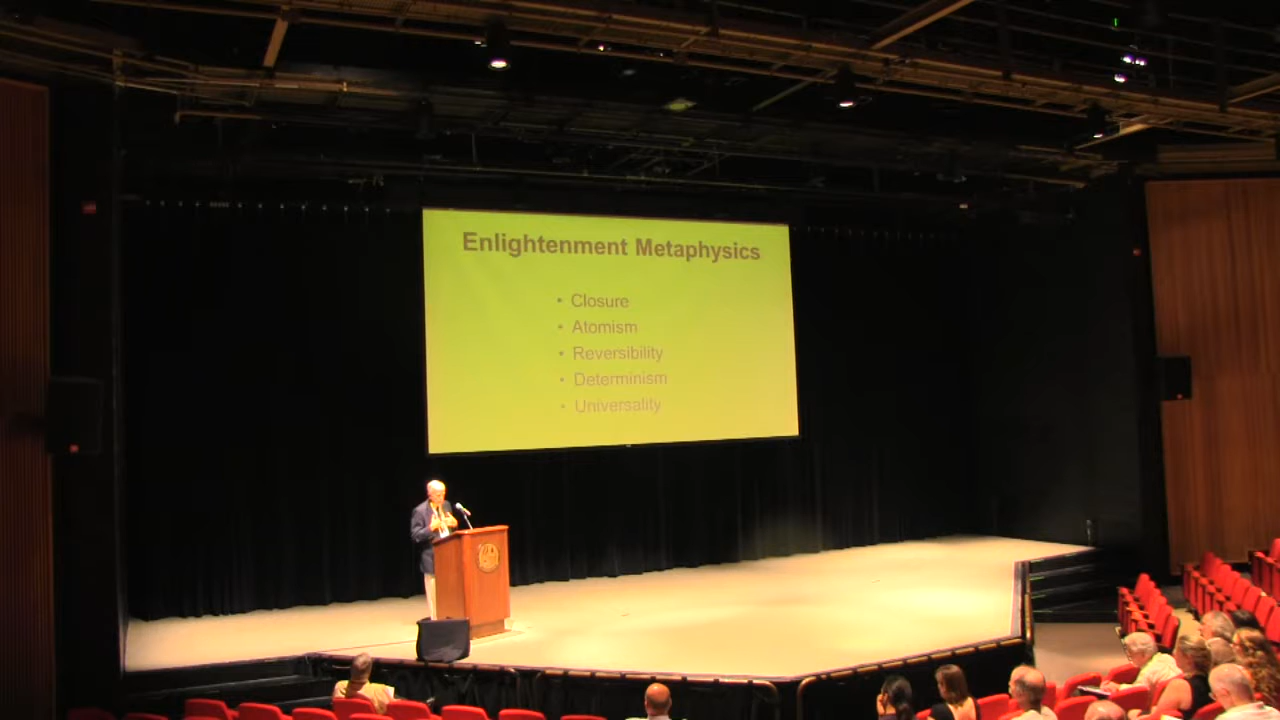 Enlightenment Metaphysics
• Closure
• Atomism
• Reversibility
• Determinism
• Universality